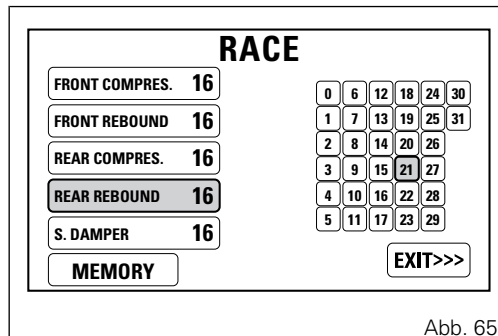 RACE
FRONT COMPRES. 16
FRONT REBOUND 16
REAR COMPRES. 16
REAR REBOUND 16
S. DAMPER 16
MEMORY
0 6 12 18 24 30
1 7 13 19 25 31
2 8 14 20 26
3 9 15 21 27
4 10 16 22 28
5 11 17 23 29
EXIT>>>
Abb. 65